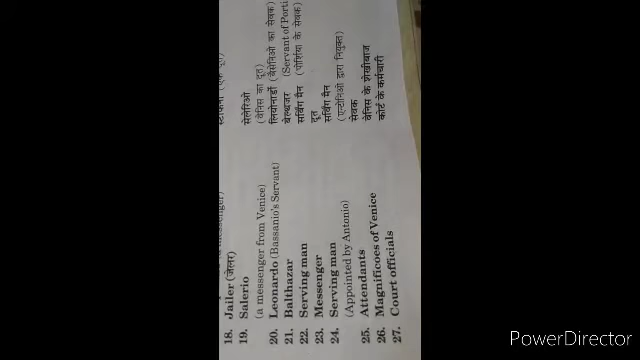 18. Jailer (जेलर)
19. Salerio सेलेरिओ
(a messenger from Venice) (वेनिस का दूत)
20. Leonardo (Bassanio's Servant) लियोनार्डो (बैसेनिओ का सेवक)
21. Balthazar बेल्थजर (Servant of Porti
22. Serving man सर्विंग मैन (पोर्शिया के सेवक)
23. Messenger दूत
24. Serving man सर्विंग मैन
(Appointed by Antonio) (एन्टोनिओ द्वारा नियुक्त)
25. Attendants सेवक
26. Magnificoes of Venice वेनिस के शेखीबाज
27. Court officials कोर्ट के कर्मचारी
PowerDirector